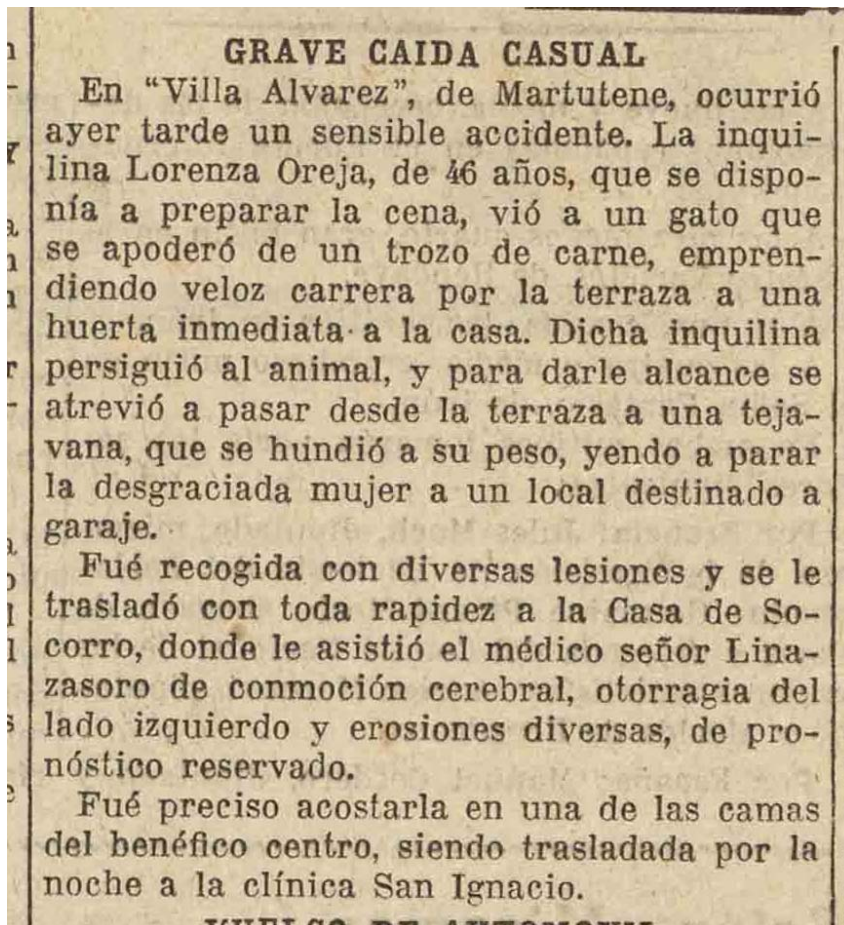 GRAVE CAIDA CASUAL
En “Villa Alvarez”, de Martutene, ocurrió
ayer tarde un sensible accidente. La inqui-
lina Lorenza Oreja, de 46 años, que se dispo-
nía a preparar la cena, vió a un gato que
se apoderó de un trozo de carne, empren-
diendo veloz carrera por la terraza a una
huerta inmediata a la casa. Dicha inquilina
persiguió al animal, y para darle alcance se
atrevió a pasar desde la terraza a una teja-
vana, que se hundió a su peso, yendo a parar
la desgraciada mujer a un local destinado a
garaje.
Fué recogida con diversas lesiones y se le
trasladó con toda rapidez a la Casa de So-
corro, donde le asistió el médico señor Lina-
zasoro de conmoción cerebral, otorragia del
lado izquierdo y erosiones diversas, de pro-
nóstico reservado.
Fué preciso acostarla en una de las camas
del benéfico centro, siendo trasladada por la
noche a la clínica San Ignacio.